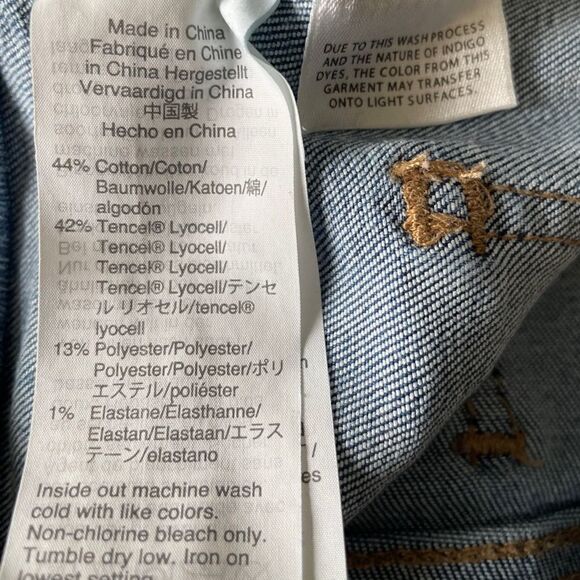 Made in China
Fabriqué en Chine
in China Hergestellt
Vervaardigd in China
中国製
Hecho en China
44% Cotton/Coton/
Baumwolle/Katoen/綿/
algodón
42% Tencel® Lyocell/
Tencel® Lyocell/
Tencel® Lyocell/
Tencel® Lyocell/テンセ
ル リオセル/tencel®
lyocell
13% Polyester/Polyester/
Polyester/Polyester/ポリ
エステル/poliéster
1% Elastane/Elasthanne/
Elastan/Elastaan/エラス
テーン/elastano
Inside out machine wash
cold with like colors.
Non-chlorine bleach only.
Tumble dry low. Iron on
lowest setting
DUE TO THIS WASH PROCESS
AND THE NATURE OF INDIGO
DYES, THE COLOR FROM THIS
GARMENT MAY TRANSFER
ONTO LIGHT SURFACES.